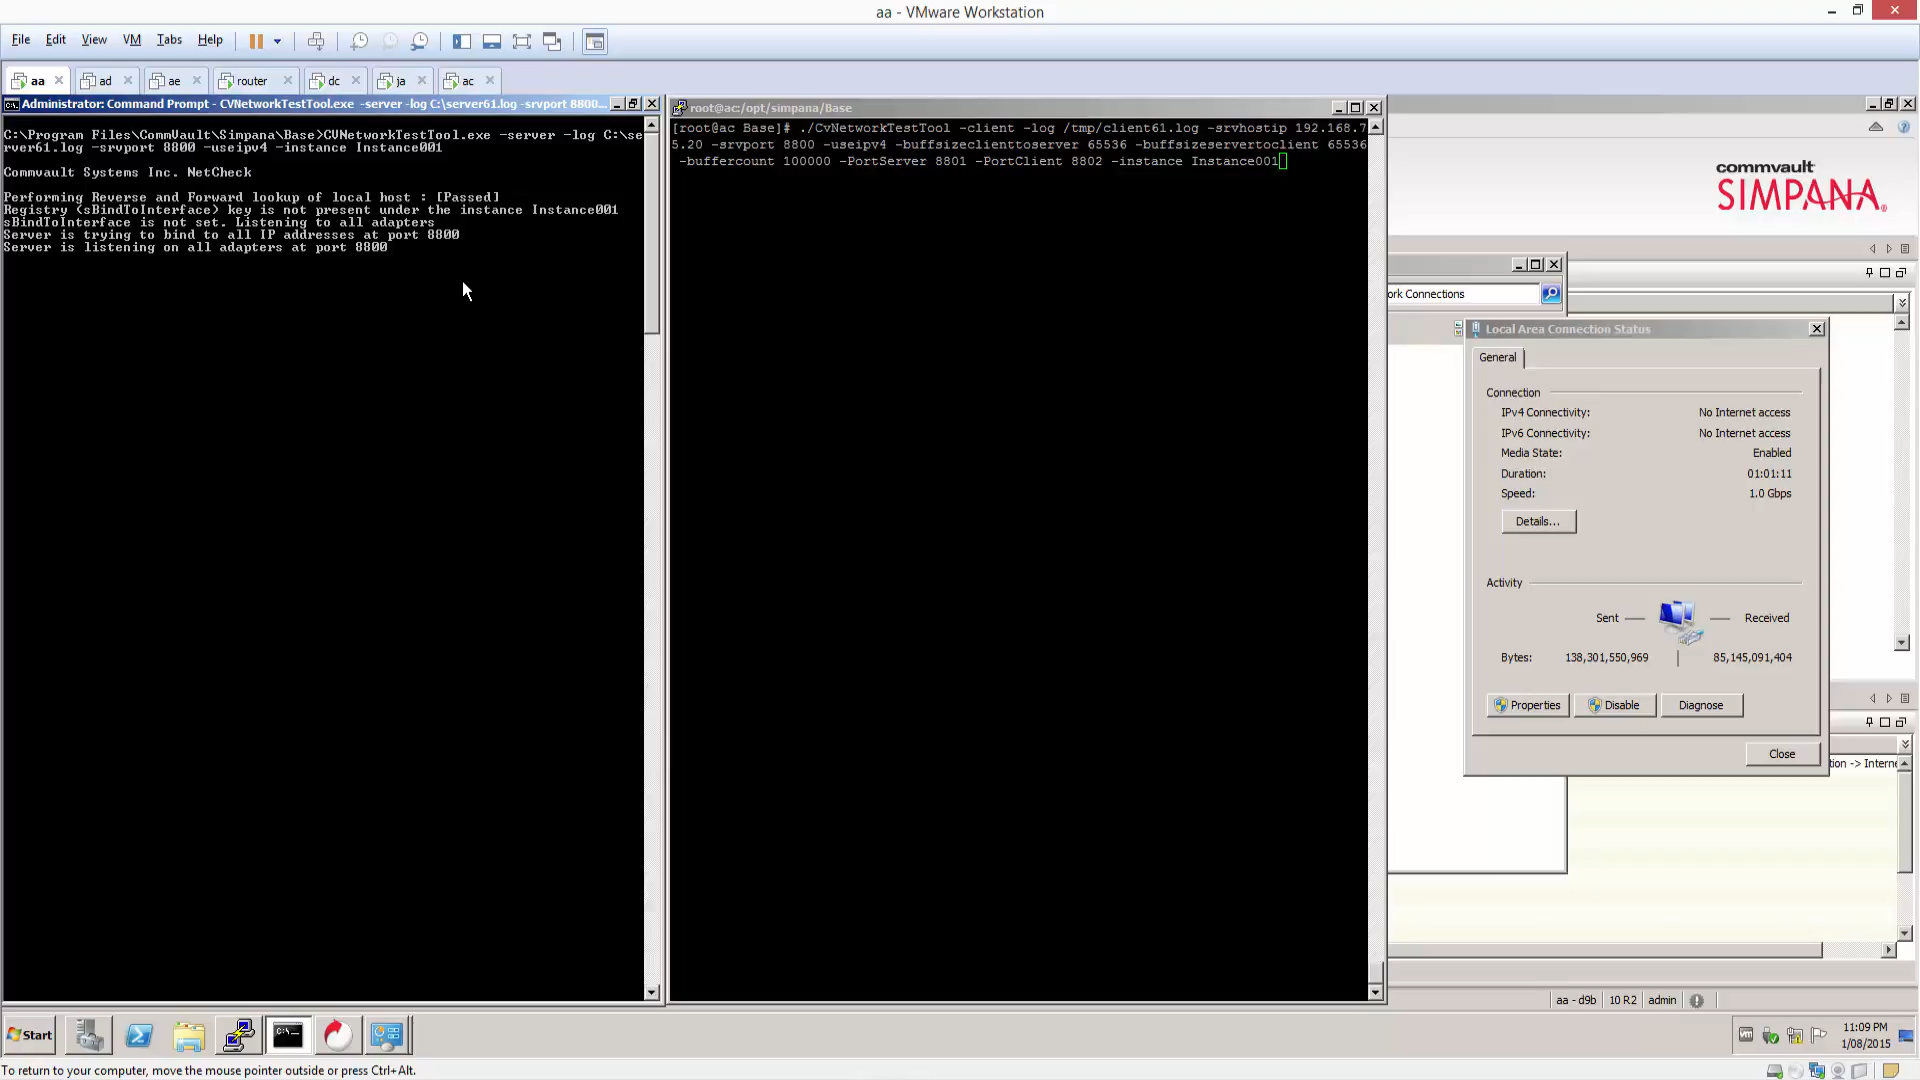 aa - VMware Workstation
File Edit View VM Tabs Help
aa ad ae router dc ja ac
Administrator: Command Prompt - CVNetworkTestTool.exe -server -log C:\server61.log -srvport 8800...
C:\Program Files\CommVault\Simpana\Base>CVNetworkTestTool.exe -server -log C:\se
rver61.log -srvport 8800 -useipv4 -instance Instance001
Commvault Systems Inc. NetCheck
Performing Reverse and Forward lookup of local host : [Passed]
Registry (sBindToInterface) key is not present under the instance Instance001
sBindToInterface is not set. Listening to all adapters
Server is trying to bind to all IP addresses at port 8800
Server is listening on all adapters at port 8800
root@ac:/opt/simpana/Base
[root@ac Base]# ./CvNetworkTestTool -client -log /tmp/client61.log -srvhostip 192.168.7
5.20 -srvport 8800 -useipv4 -buffsizeclienttoserver 65536 -buffsizeservertoclient 65536
-buffercount 100000 -PortServer 8801 -PortClient 8802 -instance Instance001
commvault
SIMPANA
ork Connections
Local Area Connection Status
General
Connection
IPv4 Connectivity: No Internet access
IPv6 Connectivity: No Internet access
Media State: Enabled
Duration: 01:01:11
Speed: 1.0 Gbps
Details...
Activity
Sent Received
Bytes: 138,301,550,969 85,145,091,404
Properties Disable Diagnose
Close
tion -> Interne
aa - d9b 10 R2 admin
Start
11:09 PM
1/08/2015
To return to your computer, move the mouse pointer outside or press Ctrl+Alt.